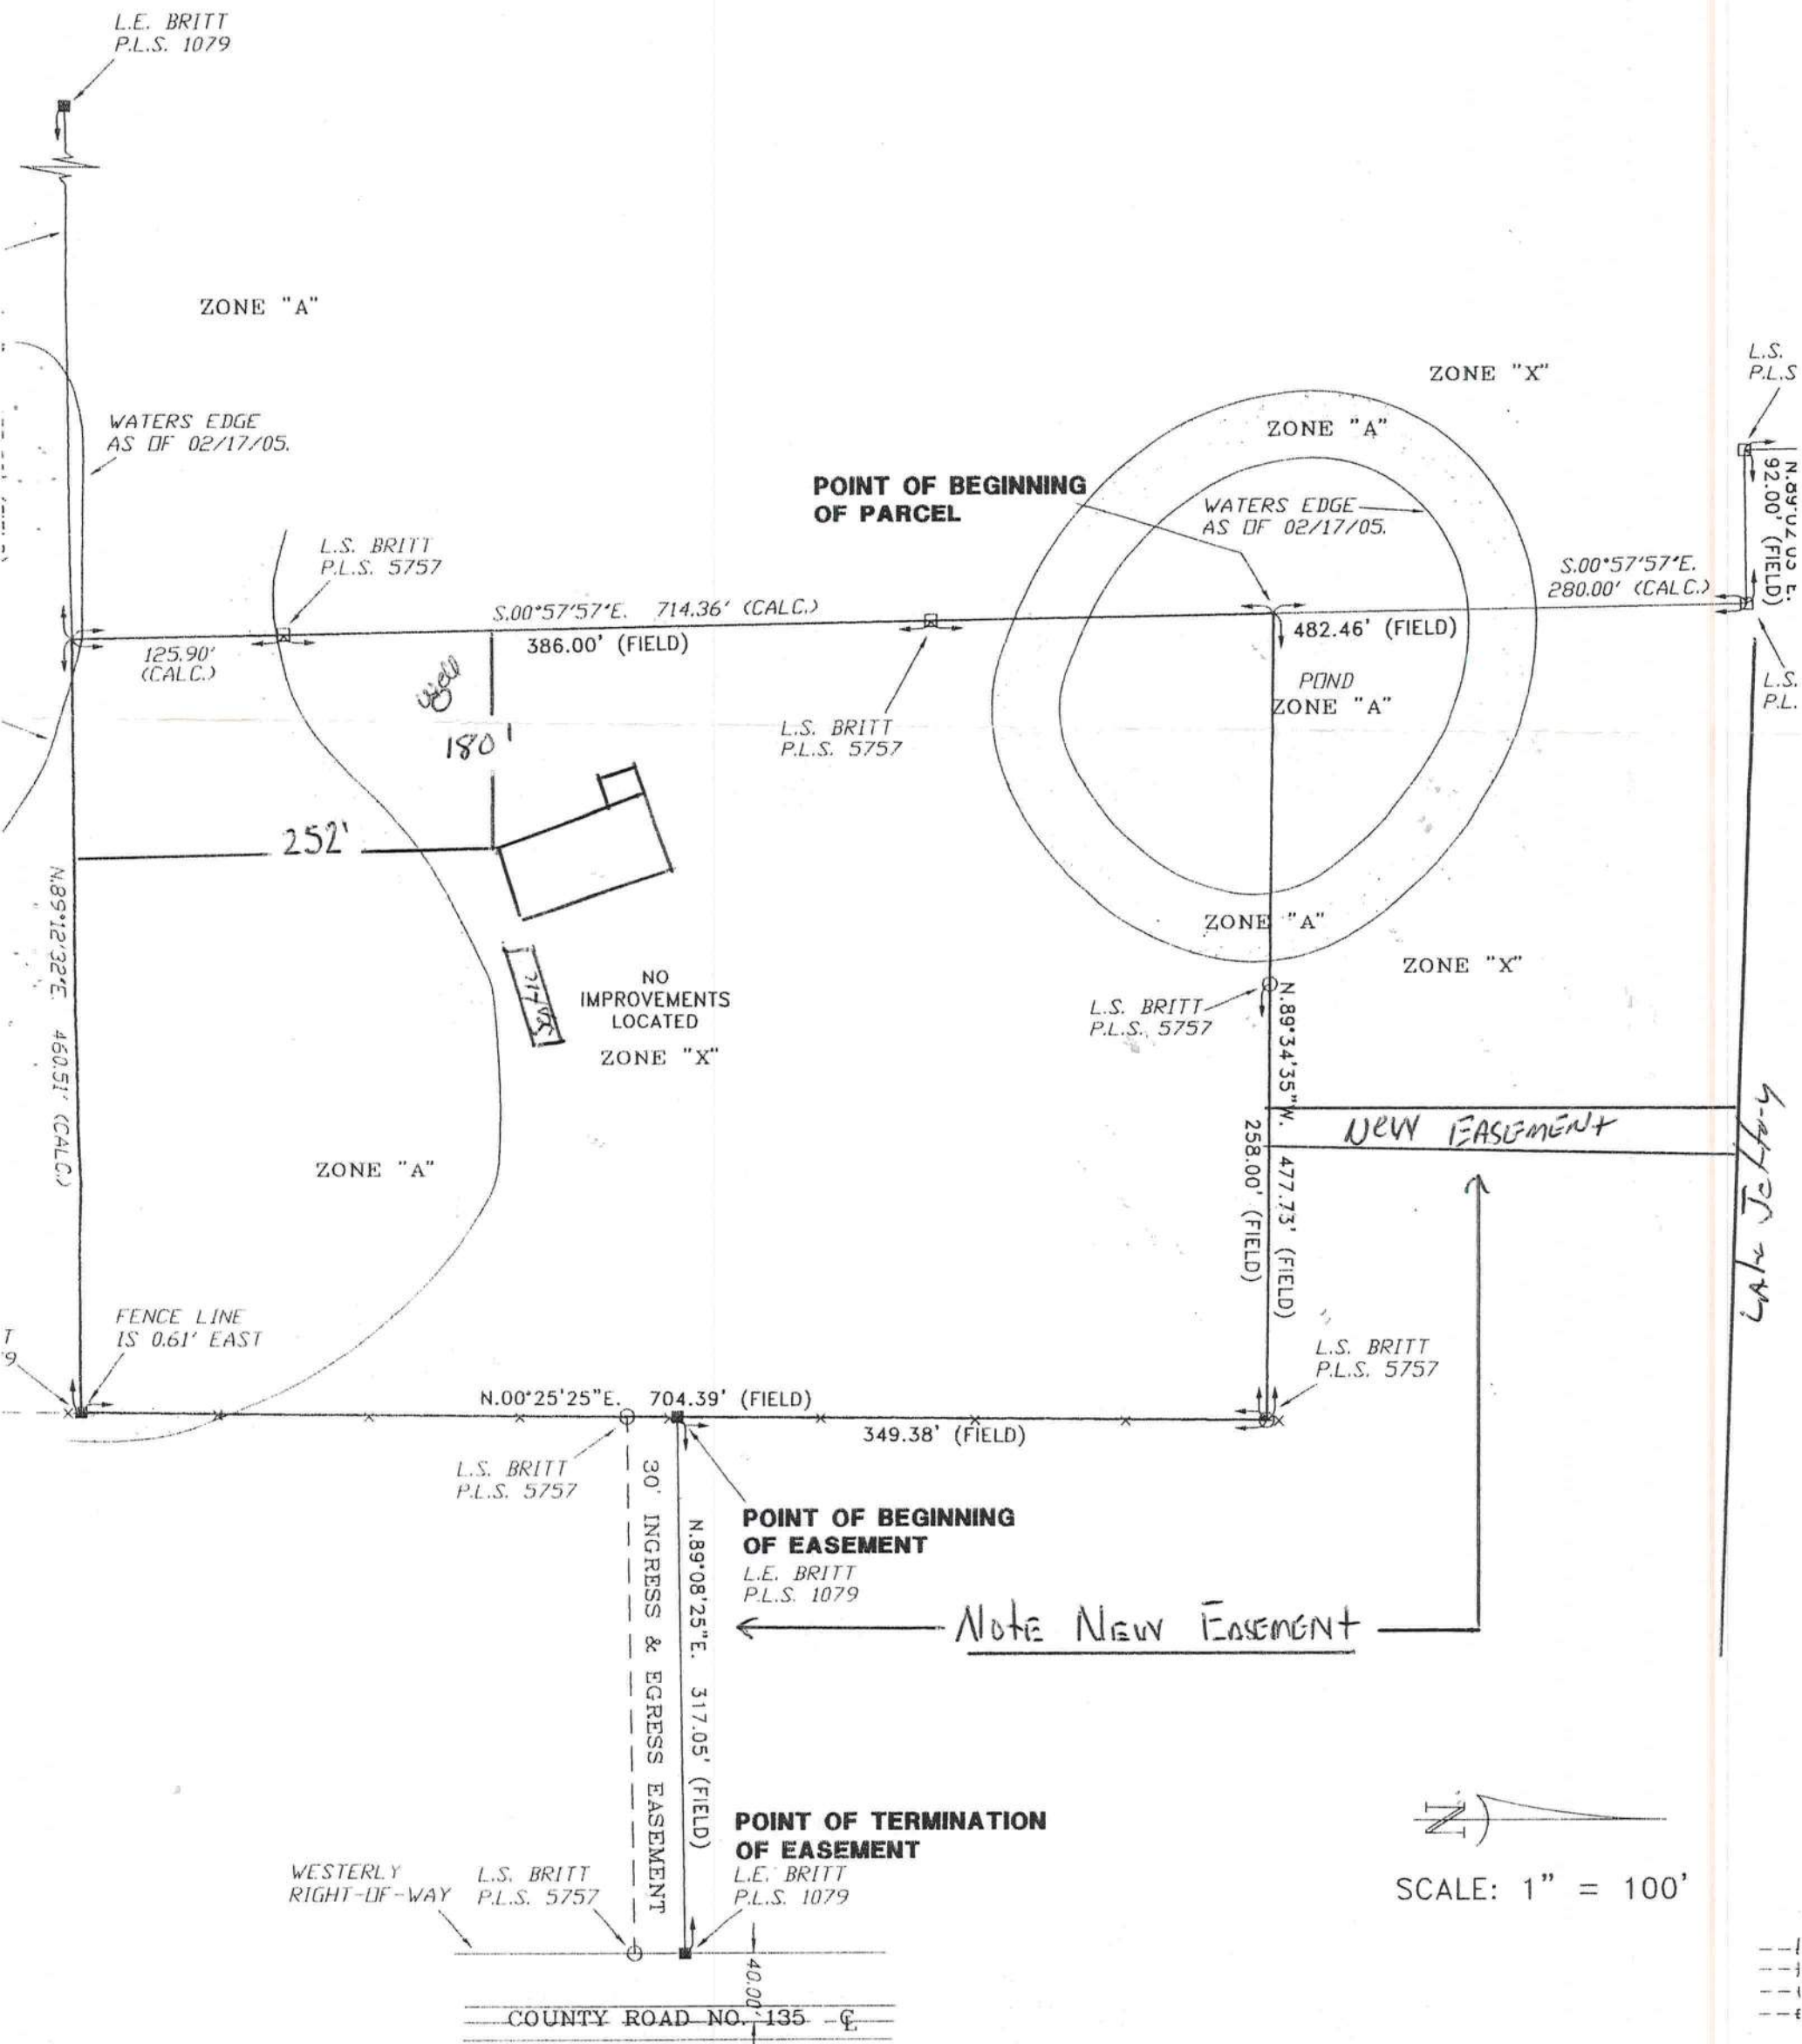 L.E. BRITT
P.L.S. 1079
ZONE "A"
WATERS EDGE
AS OF 02/17/05.
L.S. BRITT
P.L.S. 5757
POINT OF BEGINNING
OF PARCEL
ZONE "X"
ZONE "A"
WATERS EDGE
AS OF 02/17/05.
L.S.
P.L.S
92.00' (FIELD)
S.00°57'57"E.
280.00' (CALC.)
S.00°57'57"E. 714.36' (CALC.)
386.00' (FIELD)
482.46' (FIELD)
125.90'
(CALC.)
well
180'
L.S. BRITT
P.L.S. 5757
POND
ZONE "A"
L.S.
P.L.
252'
N.89°12'32"E. 460.51' (CALC.)
ZONE "A"
ZONE "X"
NO
IMPROVEMENTS
LOCATED
ZONE "X"
L.S. BRITT
P.L.S. 5757
N.89°34'35"W. 477.73' (FIELD)
258.00' (FIELD)
NEW EASEMENT
LAKE Jeffery
ZONE "A"
FENCE LINE
IS 0.61' EAST
T
9
L.S. BRITT
P.L.S. 5757
N.00°25'25"E. 704.39' (FIELD)
349.38' (FIELD)
L.S. BRITT
P.L.S. 5757
POINT OF BEGINNING
OF EASEMENT
L.E. BRITT
P.L.S. 1079
30' INGRESS & EGRESS EASEMENT
N.89°08'25"E. 317.05' (FIELD)
NotE NEW EASEMENt
POINT OF TERMINATION
OF EASEMENT
L.E. BRITT
P.L.S. 1079
WESTERLY
RIGHT-OF-WAY
L.S. BRITT
P.L.S. 5757
N
SCALE: 1" = 100'
40.00'
COUNTY ROAD NO. 135 ℄